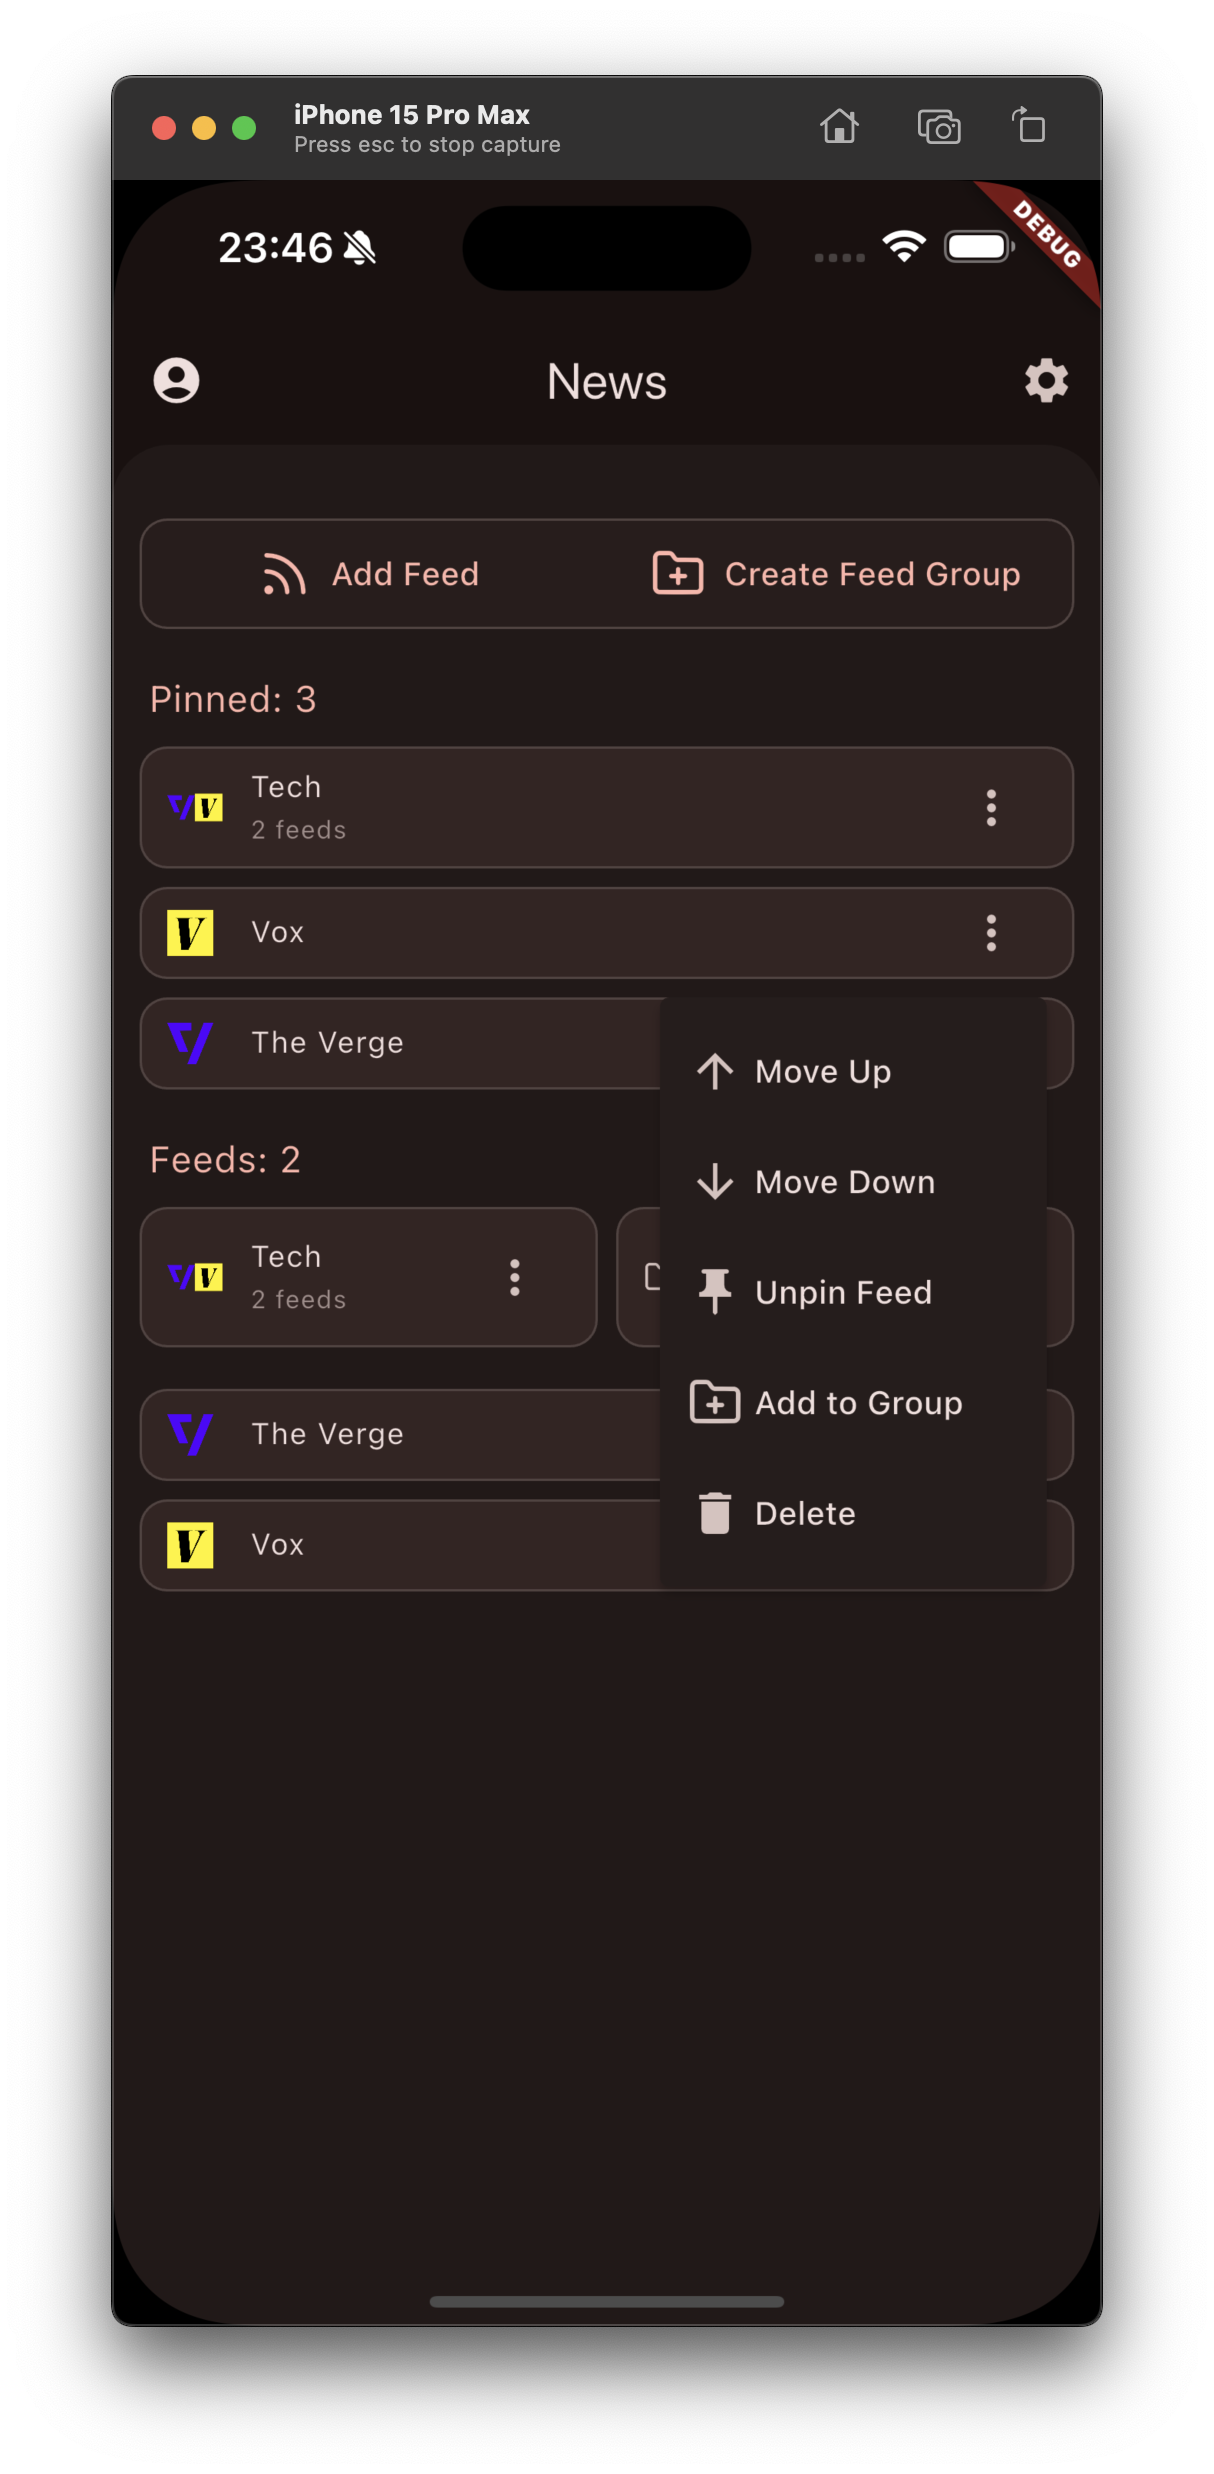 iPhone 15 Pro Max
Press esc to stop capture
23:46
DEBUG
News
Add Feed
Create Feed Group
Pinned: 3
Tech
2 feeds
V
Vox
The Verge
Move Up
Move Down
Unpin Feed
Add to Group
Delete
Feeds: 2
Tech
2 feeds
The Verge
V
Vox